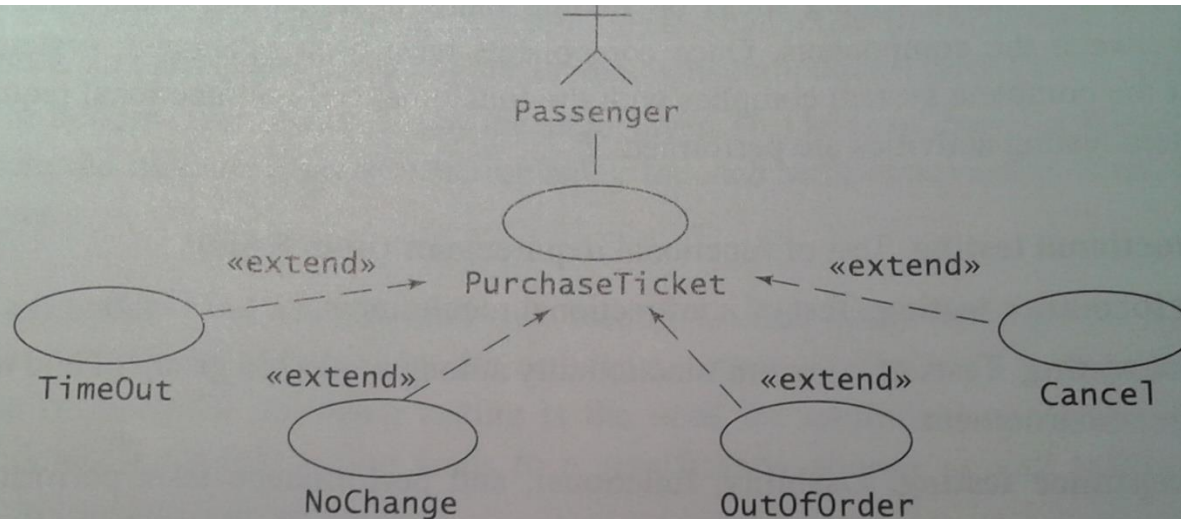 Passenger
«extend»
PurchaseTicket
«extend»
TimeOut
«extend»
«extend»
Cancel
NoChange
OutOfOrder